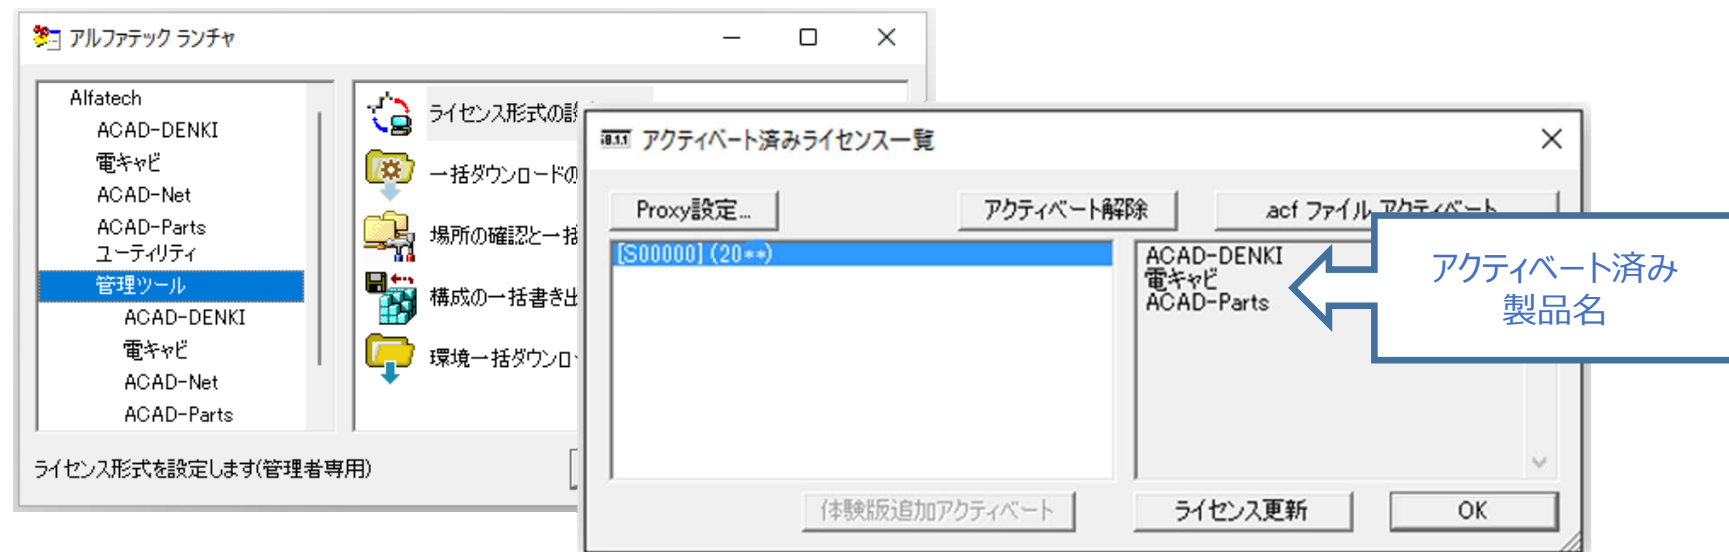 アルファテック ランチャ
Alfatech
ACAD-DENKI
電キャビ
ACAD-Net
ACAD-Parts
ユーティリティ
管理ツール
ACAD-DENKI
電キャビ
ACAD-Net
ACAD-Parts
ライセンス形式の設
一括ダウンロードの
場所の確認と一括
構成の一括書き出
環境一括ダウンロー
ライセンス形式を設定します(管理者専用)
アクティベート済みライセンス一覧
Proxy設定...
アクティベート解除
.acf ファイル アクティベート
[S00000] (20**)
ACAD-DENKI
電キャビ
ACAD-Parts
アクティベート済み
製品名
体験版追加アクティベート
ライセンス更新
OK